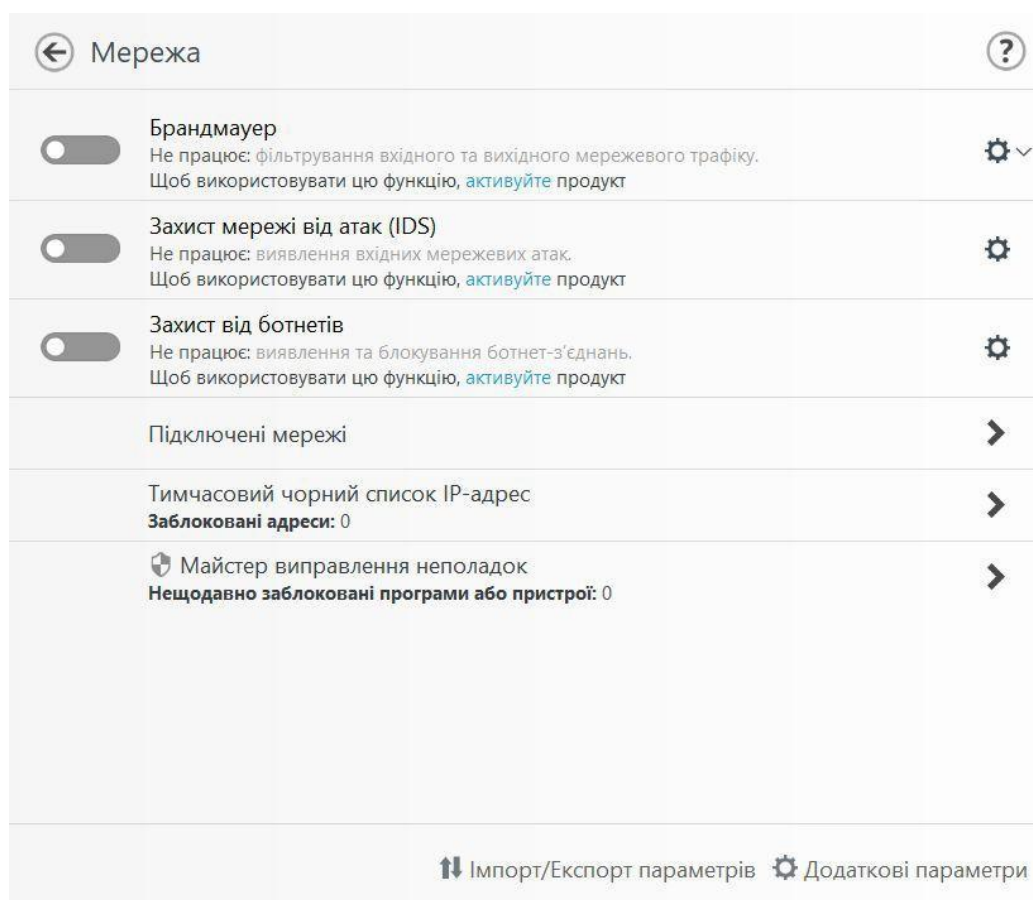 Мережа
Брандмауер
Не працює: фільтрування вхідного та вихідного мережевого трафіку.
Щоб використовувати цю функцію, активуйте продукт
Захист мережі від атак (IDS)
Не працює: виявлення вхідних мережевих атак.
Щоб використовувати цю функцію, активуйте продукт
Захист від ботнетів
Не працює: виявлення та блокування ботнет-з'єднань.
Щоб використовувати цю функцію, активуйте продукт
Підключені мережі
Тимчасовий чорний список IP-адрес
Заблоковані адреси: 0
Майстер виправлення неполадок
Нещодавно заблоковані програми або пристрої: 0
Імпорт/Експорт параметрів Додаткові параметри